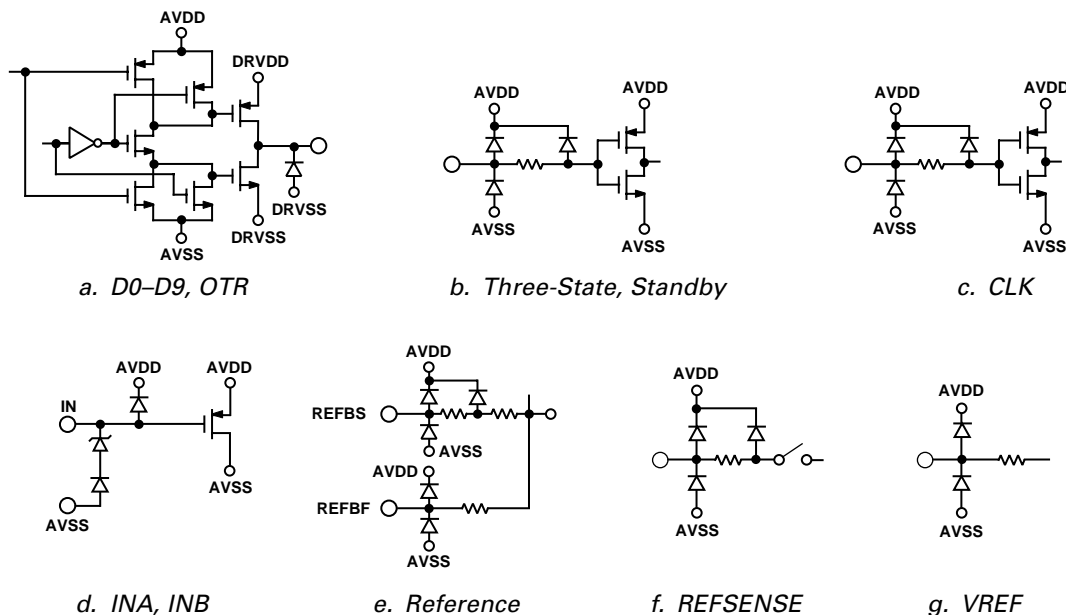 AVDD
DRVDD
DRVSS
DRVSS
AVSS
a. D0–D9, OTR
AVDD
AVDD
AVSS
AVSS
b. Three-State, Standby
AVDD
AVDD
AVSS
AVSS
c. CLK
AVDD
AVDD
IN
AVSS
AVSS
d. INA, INB
AVDD
REFBS
AVSS
AVDD
REFBF
AVSS
e. Reference
AVDD
AVSS
f. REFSENSE
AVDD
AVSS
g. VREF